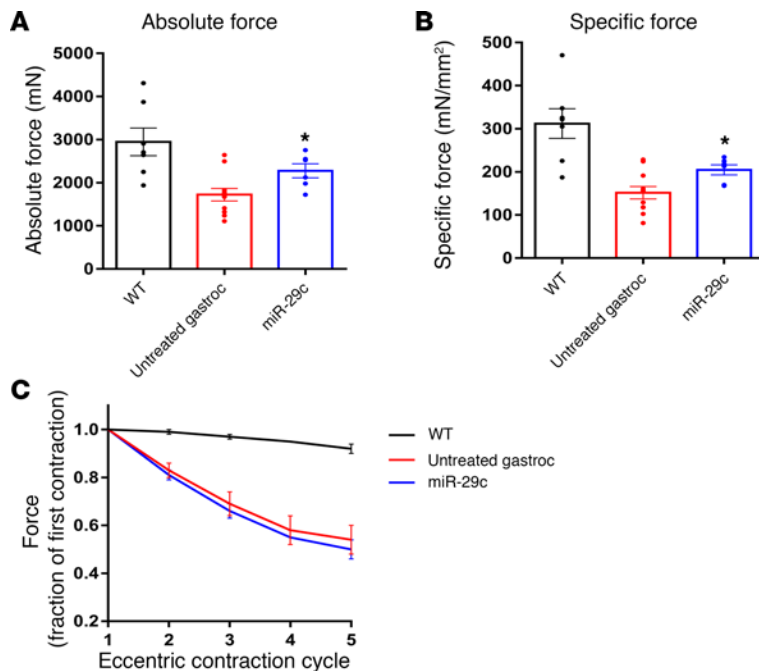 A
Absolute force
Absolute force (mN)
5000
4000
3000
2000
1000
0
*
WT
Untreated gastroc
miR-29c
B
Specific force
Specific force (mN/mm²)
500
400
300
200
100
0
*
WT
Untreated gastroc
miR-29c
C
Force
(fraction of first contraction)
1.0
0.8
0.6
0.4
0.2
1 2 3 4 5
Eccentric contraction cycle
WT
Untreated gastroc
miR-29c